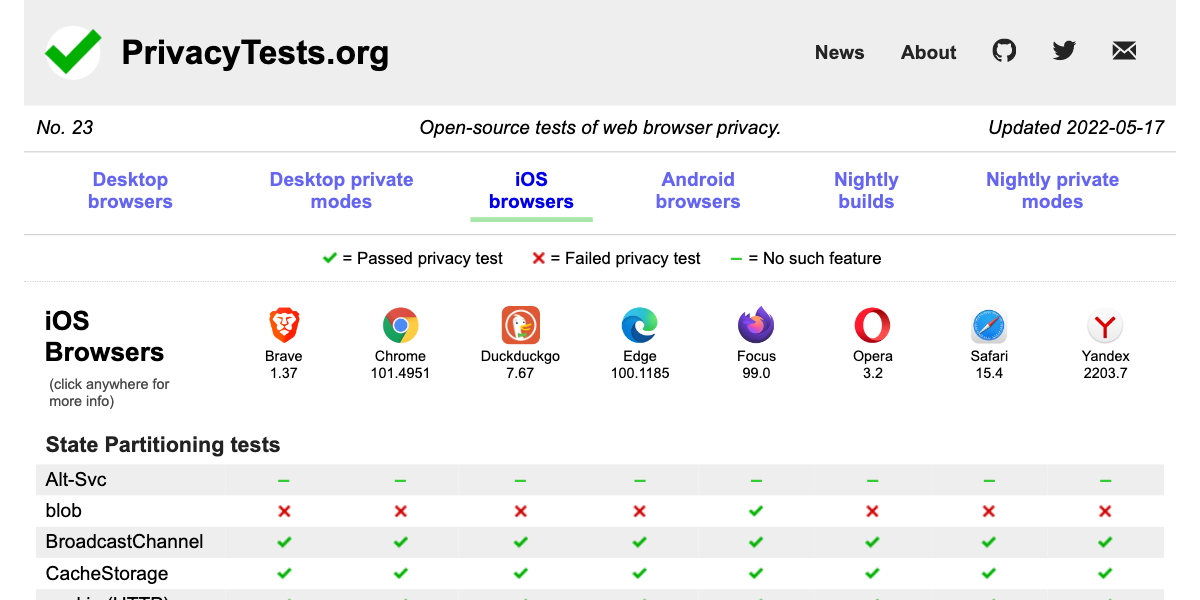 PrivacyTests.org
News About
No. 23 Open-source tests of web browser privacy. Updated 2022-05-17
Desktop browsers
Desktop private modes
iOS browsers
Android browsers
Nightly builds
Nightly private modes
= Passed privacy test = Failed privacy test = No such feature
iOS Browsers
(click anywhere for more info)
Brave 1.37
Chrome 101.4951
Duckduckgo 7.67
Edge 100.1185
Focus 99.0
Opera 3.2
Safari 15.4
Yandex 2203.7
State Partitioning tests
Alt-Svc
blob
BroadcastChannel
CacheStorage